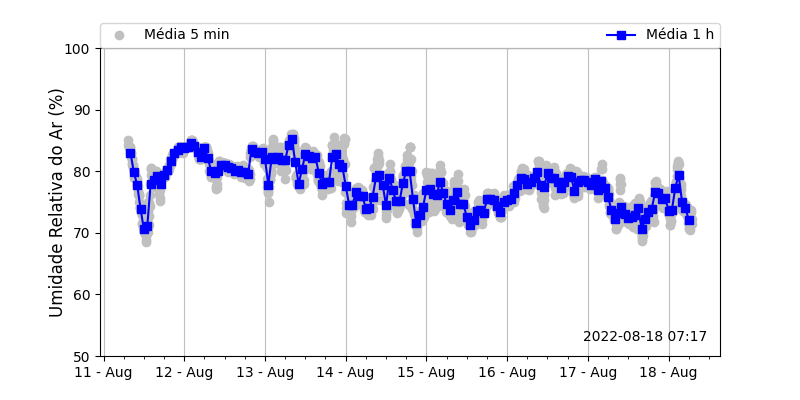 Média 5 min
Média 1 h
Umidade Relativa do Ar (%)
100
90
80
70
60
50
2022-08-18 07:17
11 - Aug
12 - Aug
13 - Aug
14 - Aug
15 - Aug
16 - Aug
17 - Aug
18 - Aug